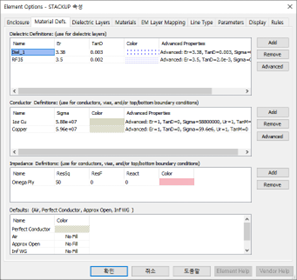 Element Options - STACKUP 속성
Enclosure Material Defs. Dielectric Layers Materials EM Layer Mapping Line Type Parameters Display Rules
Dielectric Definitions: (use for dielectric layers)
Name Er TanD Color Advanced Properties
Diel_1 3.38 0.003 Advanced: Er=3.38, TanD=0.003, Sigma=
RF35 3.5 0.002 Advanced: Er=3.5, TanD=2.0e-3,
Add
Remove
Advanced
Conductor Definitions: (use for conductors, vias, and/or top/bottom boundary conditions)
Name Sigma Color Advanced Properties
1oz Cu 5.88e+07 Advanced: Er=1, TanD=0, Sigma=58800000, Ur=1, TanM=
Copper 5.96e+07 Advanced: Er=1, TanD=0, Sigma=59.6e6, Ur=1, TanM=0
Add
Remove
Advanced
Impedance Definitions: (use for conductors, vias, and/or top/bottom boundary conditions)
Name ResSq ResF React Color
Omega Ply 50 0 0
Add
Remove
Defaults: (Air, Perfect Conductor, Approx Open, Inf WG )
Name Color
Perfect Conductor
Air No Fill
Approx Open No Fill
Inf WG No Fill
확인 취소 도움말 Element Help Vendor Help